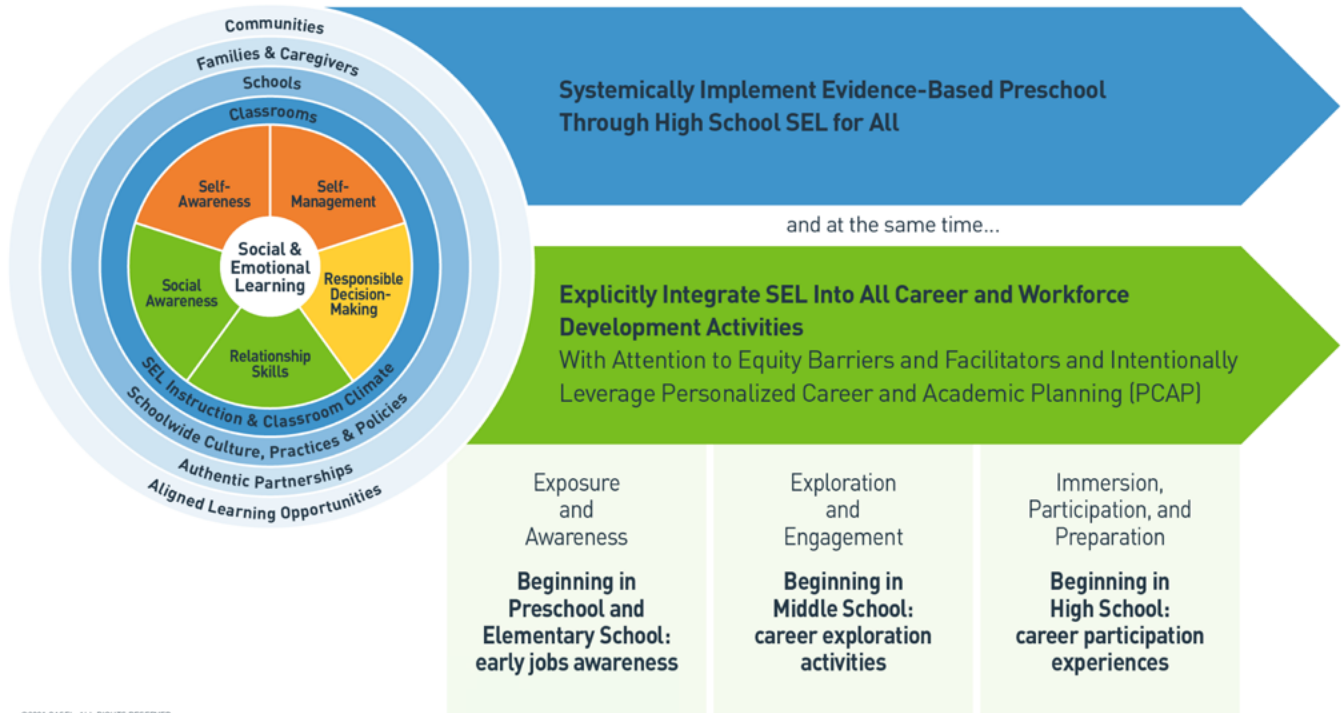 Communities
Families & Caregivers
Schools
Classrooms
Self-
Awareness
Self-
Management
Social &
Emotional
Learning
Social
Awareness
Responsible
Decision-
Making
Relationship
Skills
SEL Instruction & Classroom Climate
Schoolwide Culture, Practices & Policies
Authentic Partnerships
Aligned Learning Opportunities
Systemically Implement Evidence-Based Preschool
Through High School SEL for All
and at the same time...
Explicitly Integrate SEL Into All Career and Workforce
Development Activities
With Attention to Equity Barriers and Facilitators and Intentionally
Leverage Personalized Career and Academic Planning (PCAP)
Exposure
and
Awareness
Beginning in
Preschool and
Elementary School:
early jobs awareness
Exploration
and
Engagement
Beginning in
Middle School:
career exploration
activities
Immersion,
Participation, and
Preparation
Beginning in
High School:
career participation
experiences